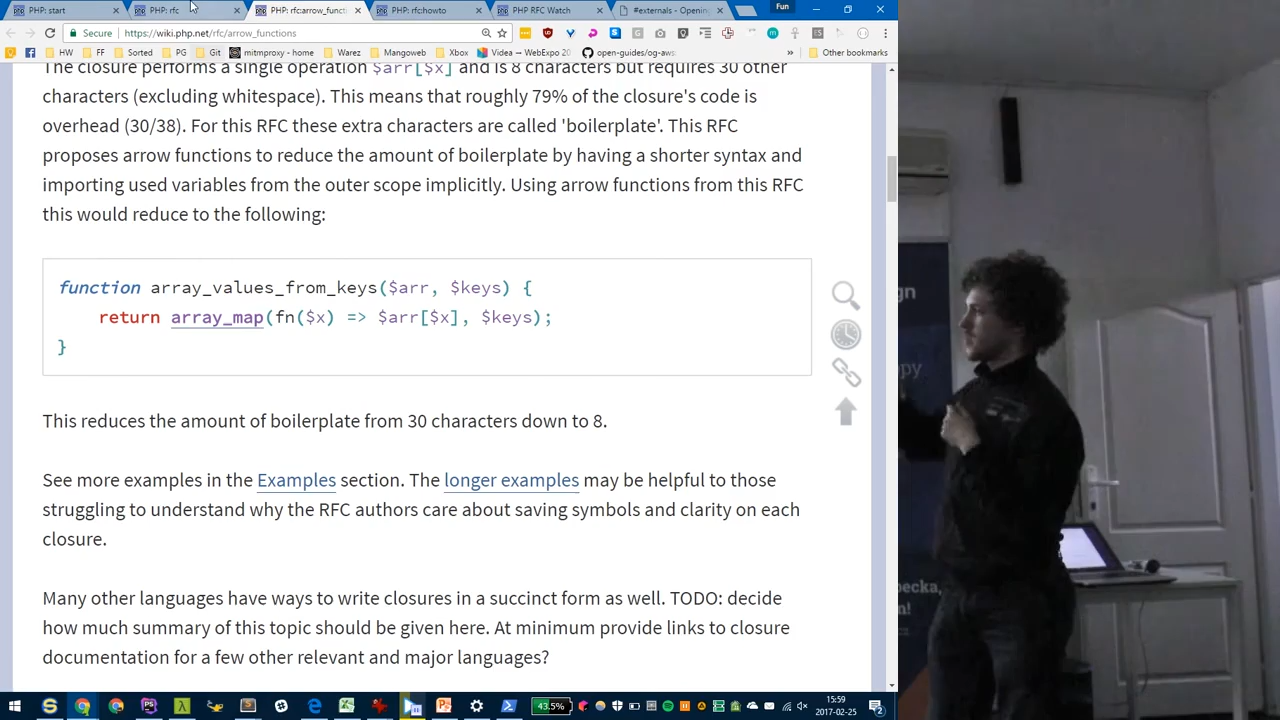 PHP: start
PHP: rfc
PHP: rfc:arrow_funct
PHP: rfc:howto
PHP RFC Watch
#externals - Opening
Fun
Secure
https://wiki.php.net/rfc/arrow_functions
HW
FF
Sorted
PG
Git
mitmproxy - home
Warez
Mangoweb
Xbox
Videa → WebExpo 20
open-guides/og-aws
»
Other bookmarks
The closure performs a single operation $arr[$x] and is 8 characters but requires 30 other
characters (excluding whitespace). This means that roughly 79% of the closure's code is
overhead (30/38). For this RFC these extra characters are called 'boilerplate'. This RFC
proposes arrow functions to reduce the amount of boilerplate by having a shorter syntax and
importing used variables from the outer scope implicitly. Using arrow functions from this RFC
this would reduce to the following:
function array_values_from_keys($arr, $keys) {
return array_map(fn($x) => $arr[$x], $keys);
}
This reduces the amount of boilerplate from 30 characters down to 8.
See more examples in the Examples section. The longer examples may be helpful to those
struggling to understand why the RFC authors care about saving symbols and clarity on each
closure.
Many other languages have ways to write closures in a succinct form as well. TODO: decide
how much summary of this topic should be given here. At minimum provide links to closure
documentation for a few other relevant and major languages?
43.5%
15:59
2017-02-25
2